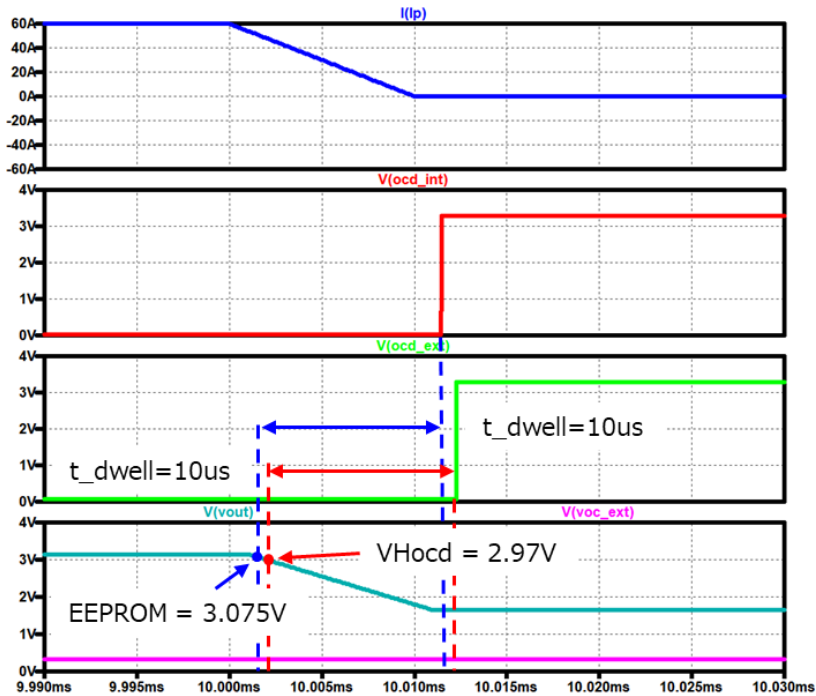 I(Ip)
60A
40A
20A
0A
-20A
-40A
-60A
V(ocd_int)
4V
3V
2V
1V
0V
V(ocd_ext)
4V
3V
2V
1V
0V
t_dwell=10us
t_dwell=10us
V(vout) V(voc_ext)
4V
3V
2V
1V
0V
VHocd = 2.97V
EEPROM = 3.075V
9.990ms 9.995ms 10.000ms 10.005ms 10.010ms 10.015ms 10.020ms 10.025ms 10.030ms